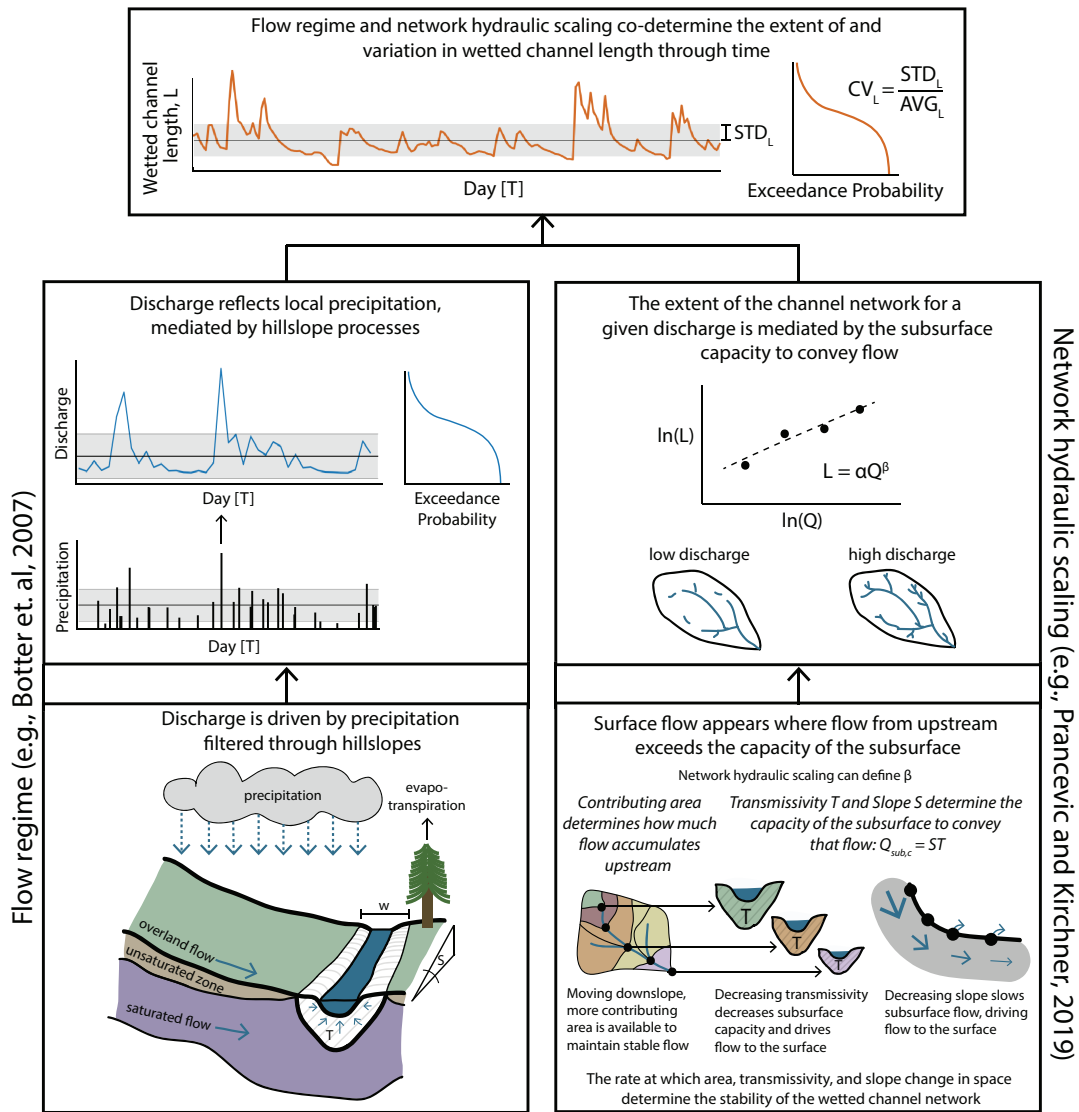 Flow regime and network hydraulic scaling co-determine the extent of and
variation in wetted channel length through time
Wetted channel
length, L
STD_L
Day [T]
CV_L = STD_L / AVG_L
Exceedance Probability
Flow regime (e.g., Botter et. al, 2007)
Discharge reflects local precipitation,
mediated by hillslope processes
Discharge
Day [T]
Exceedance
Probability
Precipitation
Day [T]
Discharge is driven by precipitation
filtered through hillslopes
precipitation
evapo-
transpiration
w
overland flow
unsaturated zone
saturated flow
S
T
Network hydraulic scaling (e.g., Prancevic and Kirchner, 2019)
The extent of the channel network for a
given discharge is mediated by the subsurface
capacity to convey flow
ln(L)
L = αQ^β
ln(Q)
low discharge
high discharge
Surface flow appears where flow from upstream
exceeds the capacity of the subsurface
Network hydraulic scaling can define β
Contributing area
determines how much
flow accumulates
upstream
Transmissivity T and Slope S determine the
capacity of the subsurface to convey
that flow: Q_sub,c = ST
T
T
T
Moving downslope,
more contributing
area is available to
maintain stable flow
Decreasing transmissivity
decreases subsurface
capacity and drives
flow to the surface
Decreasing slope slows
subsurface flow, driving
flow to the surface
The rate at which area, transmissivity, and slope change in space
determine the stability of the wetted channel network